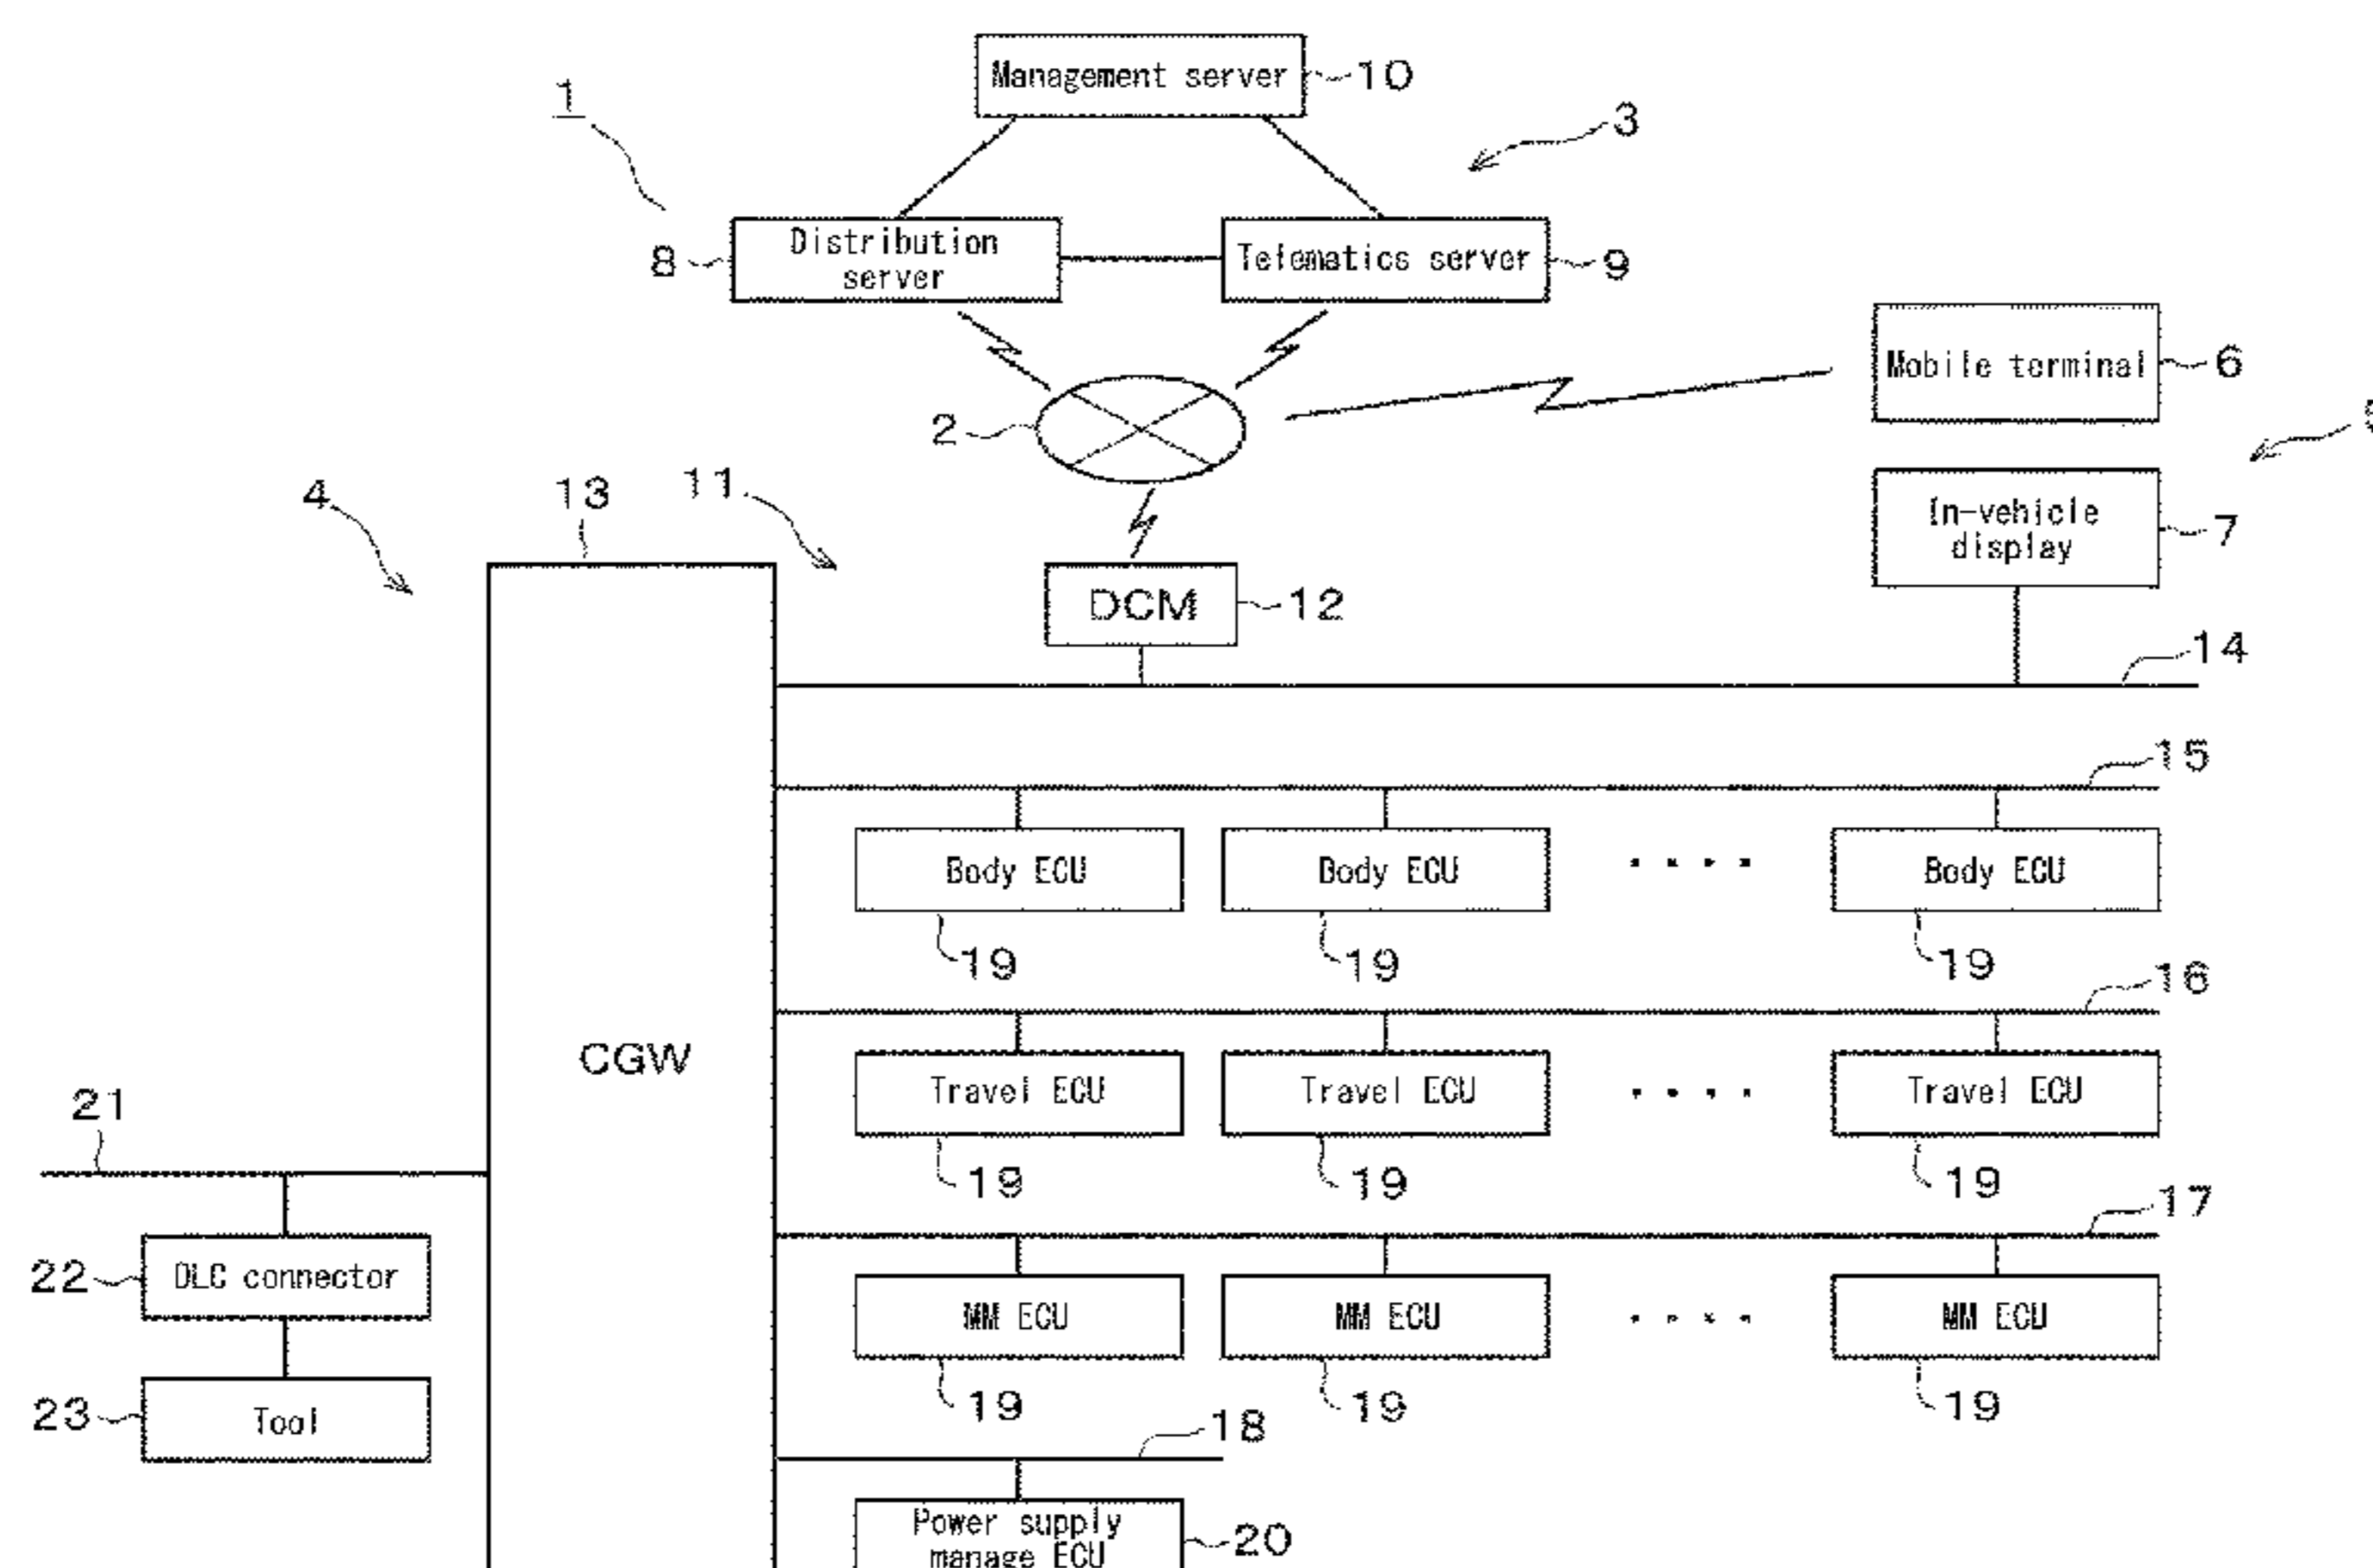 Management server
10
1
3
Distribution
server
8
Telematics server
9
Mobile terminal
6
2
4
13
11
In-vehicle
display
7
DCM
12
14
15
Body ECU
Body ECU
. . . .
Body ECU
19
19
19
16
CGW
Travel ECU
Travel ECU
. . . .
Travel ECU
21
19
19
19
17
22
DLC connector
MM ECU
MM ECU
. . . .
MM ECU
23
Tool
19
19
19
18
Power supply
manage ECU
20